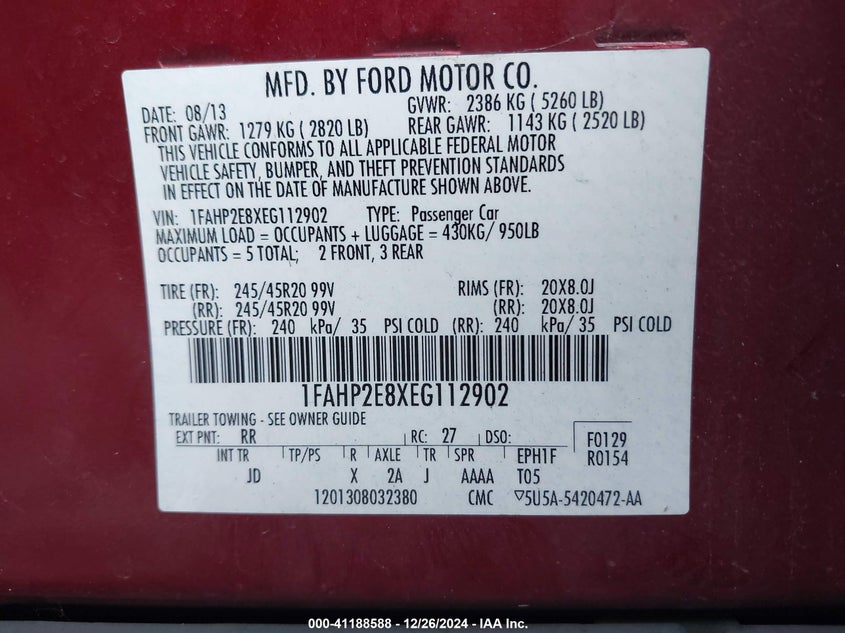 MFD. BY FORD MOTOR CO.
DATE: 08/13 GVWR: 2386 KG ( 5260 LB)
FRONT GAWR: 1279 KG ( 2820 LB) REAR GAWR: 1143 KG ( 2520 LB)
THIS VEHICLE CONFORMS TO ALL APPLICABLE FEDERAL MOTOR
VEHICLE SAFETY, BUMPER, AND THEFT PREVENTION STANDARDS
IN EFFECT ON THE DATE OF MANUFACTURE SHOWN ABOVE.
VIN: 1FAHP2E8XEG112902 TYPE: Passenger Car
MAXIMUM LOAD = OCCUPANTS + LUGGAGE = 430KG/ 950LB
OCCUPANTS = 5 TOTAL; 2 FRONT, 3 REAR
TIRE (FR): 245/45R20 99V RIMS (FR): 20X8.0J
(RR): 245/45R20 99V (RR): 20X8.0J
PRESSURE (FR): 240 kPa/ 35 PSI COLD (RR): 240 kPa/ 35 PSI COLD
1FAHP2E8XEG112902
TRAILER TOWING - SEE OWNER GUIDE
EXT PNT: RR RC: 27 DSO: F0129
INT TR TP/PS R AXLE TR SPR EPH1F R0154
JD X 2A J AAAA T05
1201308032380 CMC ▽5U5A-5420472-AA
000-41188588 - 12/26/2024 - IAA Inc.